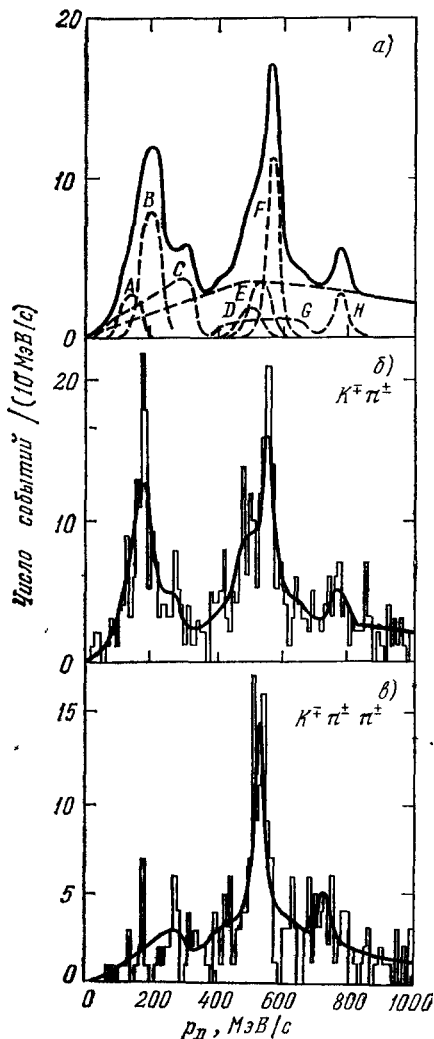 20
а)
10
0
A
B
C
D
E
F
G
H
Число событий/(10 МэВ/с)
20
б)
K∓ π±
10
0
в)
K∓ π± π±
15
10
5
0
0 200 400 600 800 1000
p_D, МэВ/с